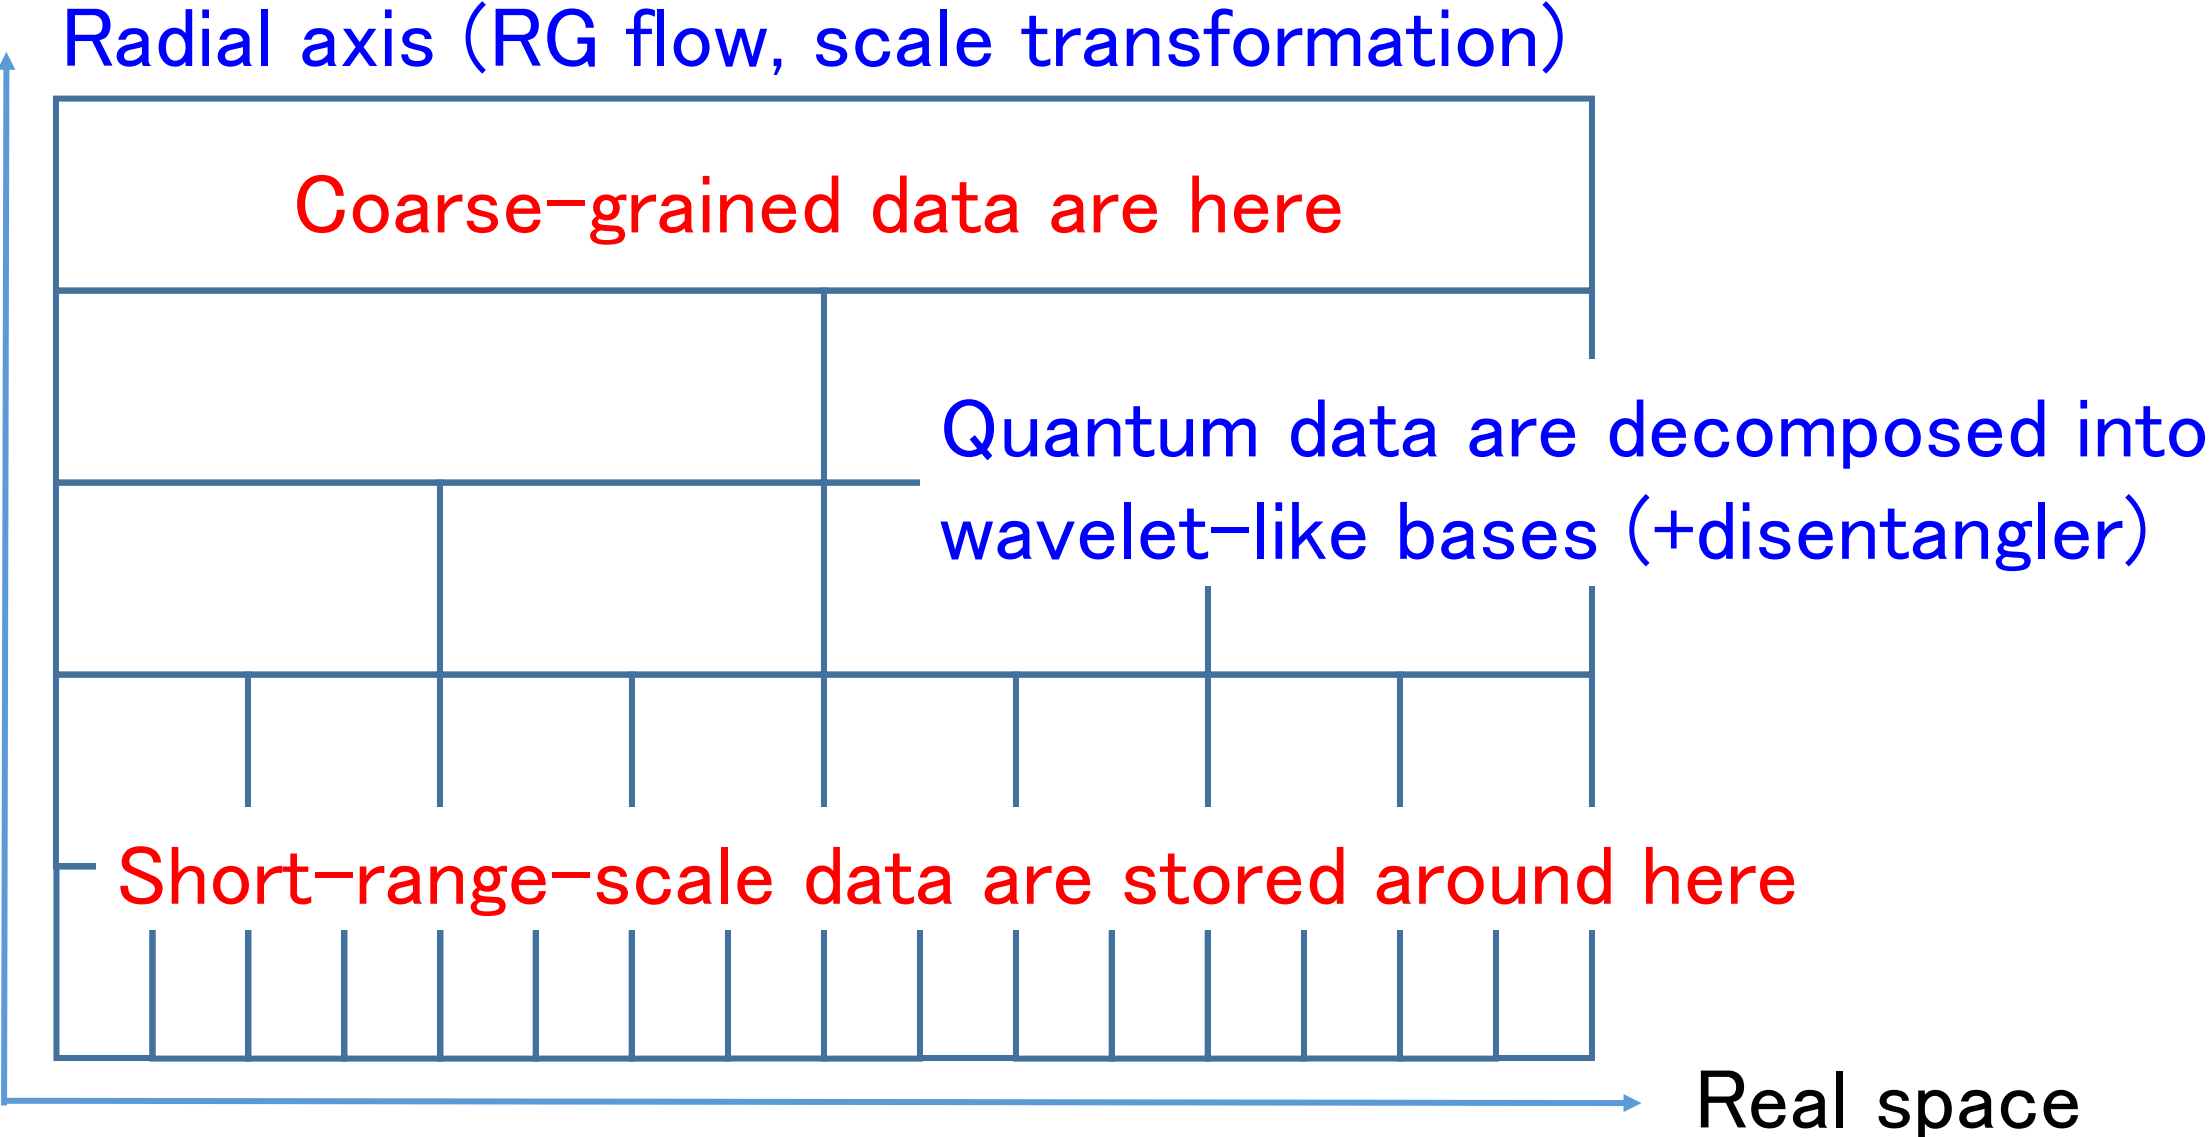 Radial axis (RG flow, scale transformation)
Coarse-grained data are here
Quantum data are decomposed into
wavelet-like bases (+disentangler)
Short-range-scale data are stored around here
Real space